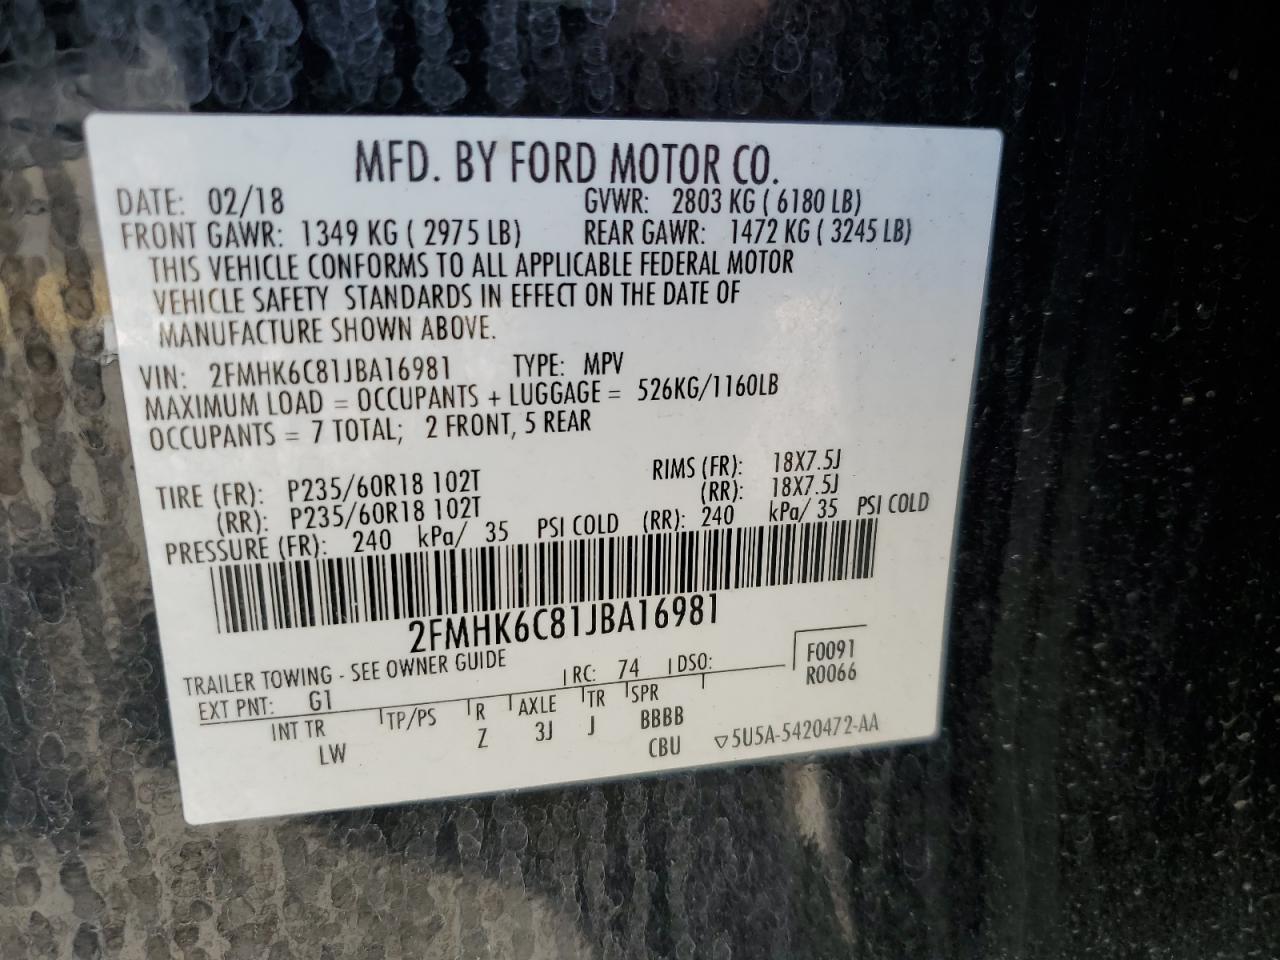 MFD. BY FORD MOTOR CO.
DATE: 02/18 GVWR: 2803 KG ( 6180 LB)
FRONT GAWR: 1349 KG ( 2975 LB) REAR GAWR: 1472 KG ( 3245 LB)
THIS VEHICLE CONFORMS TO ALL APPLICABLE FEDERAL MOTOR
VEHICLE SAFETY STANDARDS IN EFFECT ON THE DATE OF
MANUFACTURE SHOWN ABOVE.
VIN: 2FMHK6C81JBA16981 TYPE: MPV
MAXIMUM LOAD = OCCUPANTS + LUGGAGE = 526KG/1160LB
OCCUPANTS = 7 TOTAL; 2 FRONT, 5 REAR
TIRE (FR): P235/60R18 102T RIMS (FR): 18X7.5J
(RR): P235/60R18 102T (RR): 18X7.5J
PRESSURE (FR): 240 kPa/ 35 PSI COLD (RR): 240 kPa/ 35 PSI COLD
2FMHK6C81JBA16981
TRAILER TOWING - SEE OWNER GUIDE RC: 74 DSO: F0091
EXT PNT: G1 R0066
INT TR TP/PS R AXLE TR SPR
LW Z 3J J BBBB
CBU ▽5U5A-5420472-AA